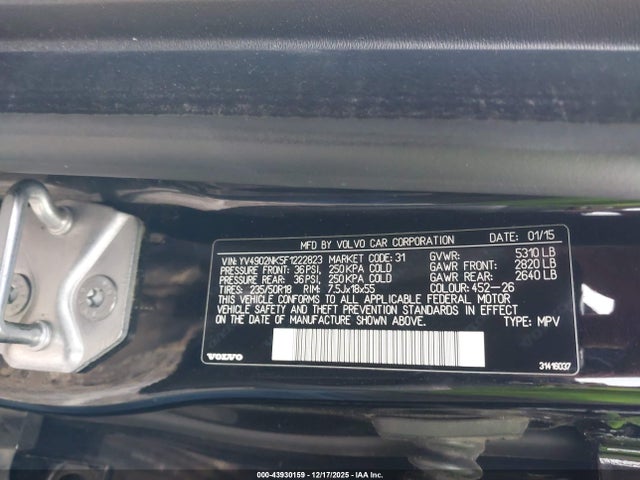 MFD BY VOLVO CAR CORPORATION DATE: 01/15
VIN: YV4902NK5F1222823 MARKET CODE: 31 GVWR: 5310 LB
PRESSURE FRONT: 36 PSI, 250 KPA COLD GAWR FRONT: 2820 LB
PRESSURE REAR: 36 PSI, 250 KPA COLD GAWR REAR: 2640 LB
TIRES: 235/50R18 RIM: 7.5Jx18x55 COLOUR: 452-26
THIS VEHICLE CONFORMS TO ALL APPLICABLE FEDERAL MOTOR
VEHICLE SAFETY AND THEFT PREVENTION STANDARDS IN EFFECT
ON THE DATE OF MANUFACTURE SHOWN ABOVE. TYPE: MPV
VOLVO 31416037
000-43930159 - 12/17/2025 - IAA Inc.